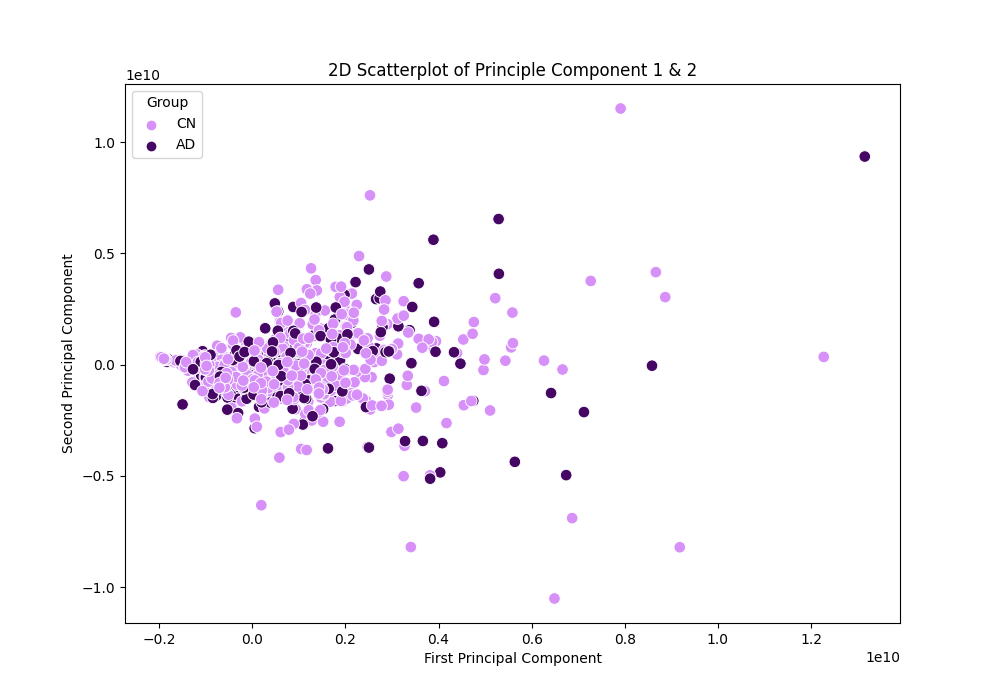 2D Scatterplot of Principle Component 1 & 2
1e10
Group
CN
AD
1.0
0.5
0.0
−0.5
−1.0
Second Principal Component
−0.2 0.0 0.2 0.4 0.6 0.8 1.0 1.2
First Principal Component
1e10